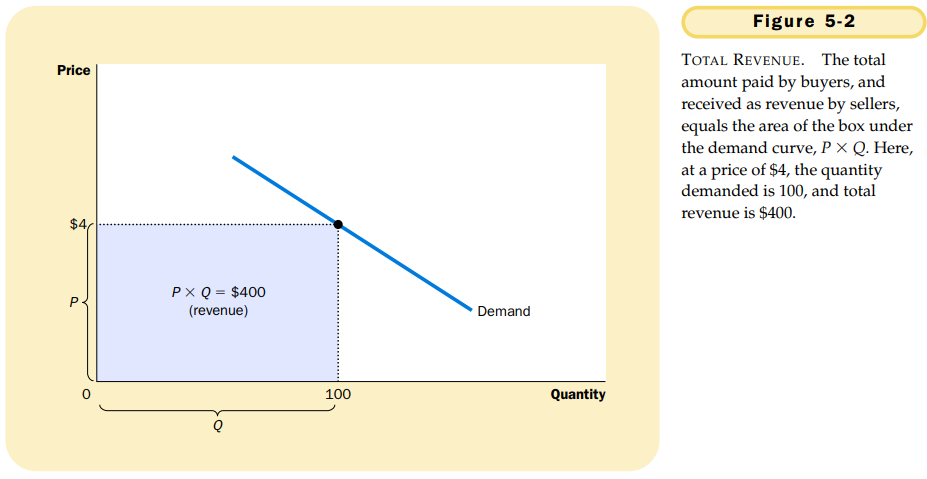 Figure 5-2
TOTAL REVENUE. The total
amount paid by buyers, and
received as revenue by sellers,
equals the area of the box under
the demand curve, P × Q. Here,
at a price of $4, the quantity
demanded is 100, and total
revenue is $400.
Price
$4
P
P × Q = $400
(revenue)
Demand
0
100
Quantity
Q